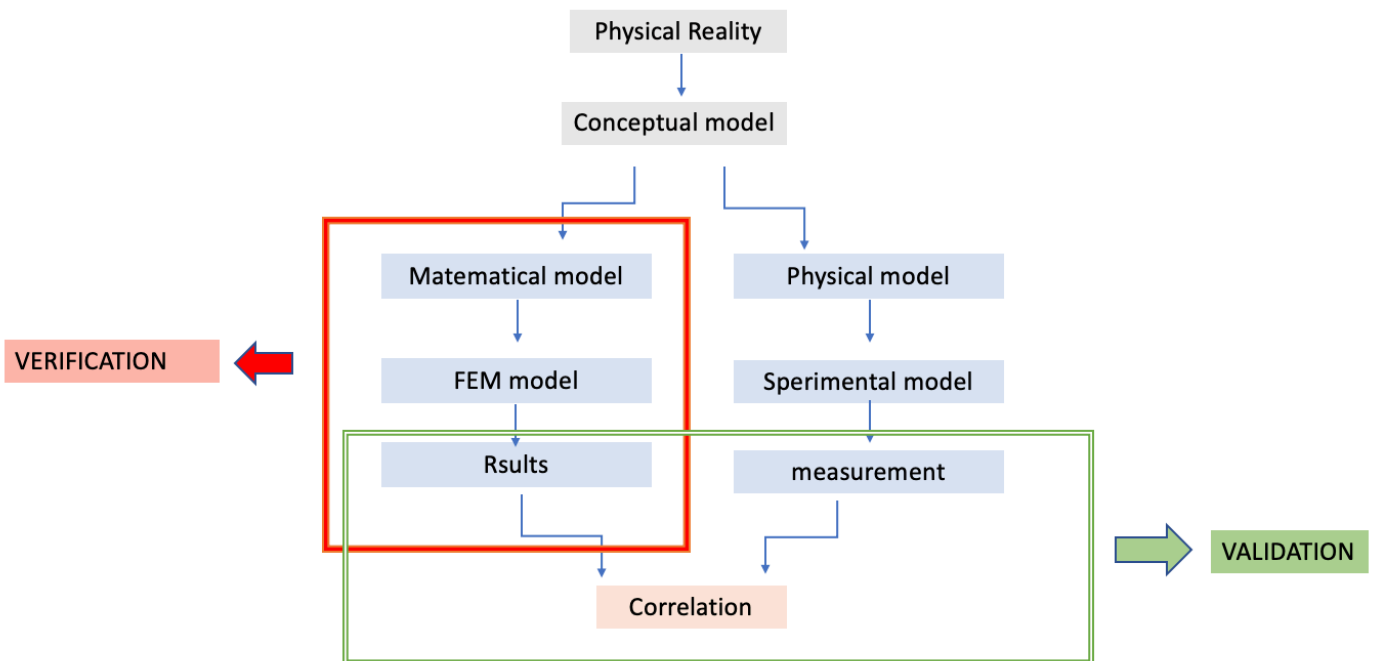 Physical Reality
Conceptual model
Matematical model
Physical model
VERIFICATION
FEM model
Sperimental model
Rsults
measurement
VALIDATION
Correlation